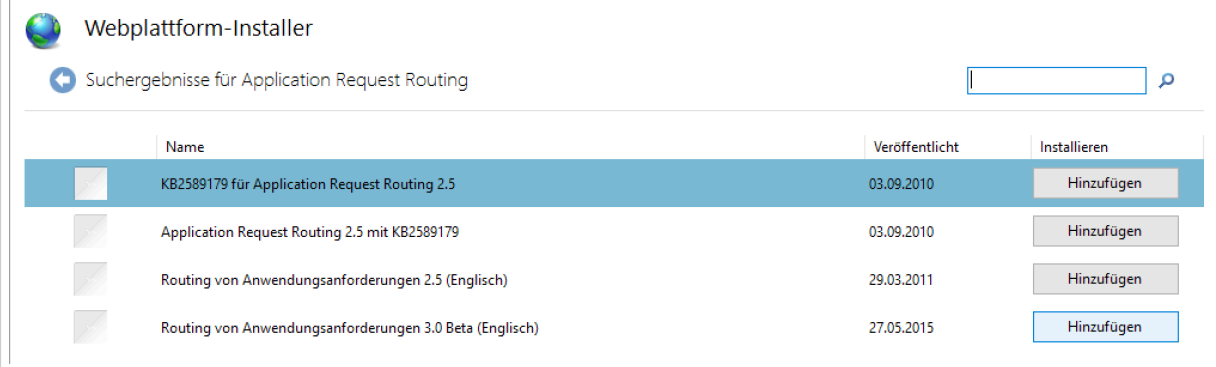 Webplattform-Installer
Suchergebnisse für Application Request Routing
Name Veröffentlicht Installieren
KB2589179 für Application Request Routing 2.5 03.09.2010 Hinzufügen
Application Request Routing 2.5 mit KB2589179 03.09.2010 Hinzufügen
Routing von Anwendungsanforderungen 2.5 (Englisch) 29.03.2011 Hinzufügen
Routing von Anwendungsanforderungen 3.0 Beta (Englisch) 27.05.2015 Hinzufügen